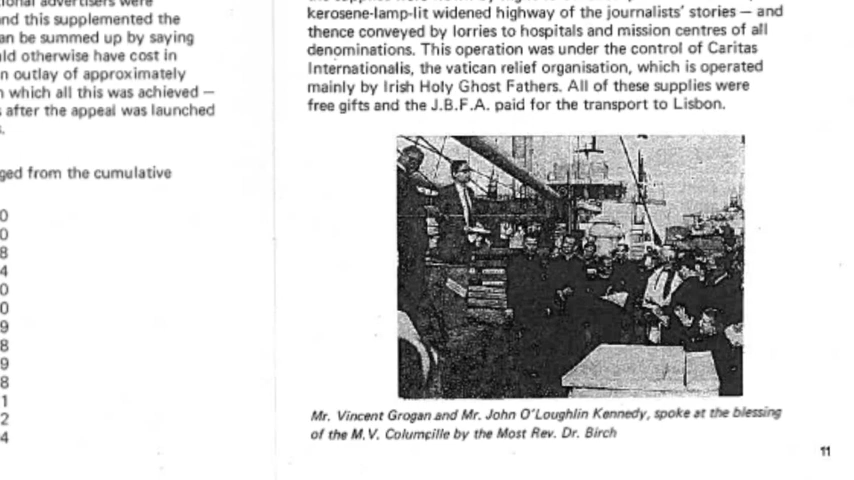 tional advertisers were
nd this supplemented the
an be summed up by saying
uld otherwise have cost in
n outlay of approximately
n which all this was achieved —
s after the appeal was launched
s.
ged from the cumulative
0
0
8
4
0
0
9
8
9
8
1
2
4
kerosene-lamp-lit widened highway of the journalists' stories — and
thence conveyed by lorries to hospitals and mission centres of all
denominations. This operation was under the control of Caritas
Internationalis, the vatican relief organisation, which is operated
mainly by Irish Holy Ghost Fathers. All of these supplies were
free gifts and the J.B.F.A. paid for the transport to Lisbon.
Mr. Vincent Grogan and Mr. John O'Loughlin Kennedy, spoke at the blessing
of the M.V. Columcille by the Most Rev. Dr. Birch
11